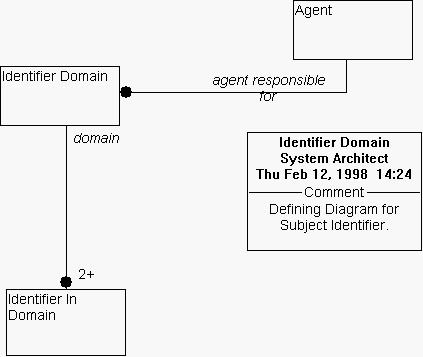 Agent
Identifier Domain
agent responsible
for
domain
Identifier Domain
System Architect
Thu Feb 12, 1998  14:24
Comment
Defining Diagram for
Subject Identifier.
2+
Identifier In
Domain